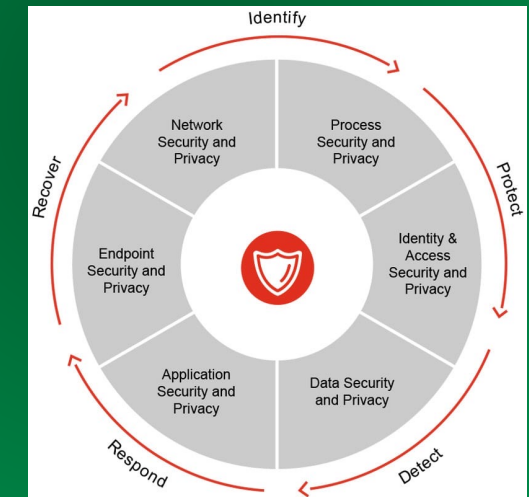 Identify
Network
Security and
Privacy
Process
Security and
Privacy
Protect
Recover
Endpoint
Security and
Privacy
Identity &
Access
Security and
Privacy
Application
Security and
Privacy
Data Security
and Privacy
Respond
Detect